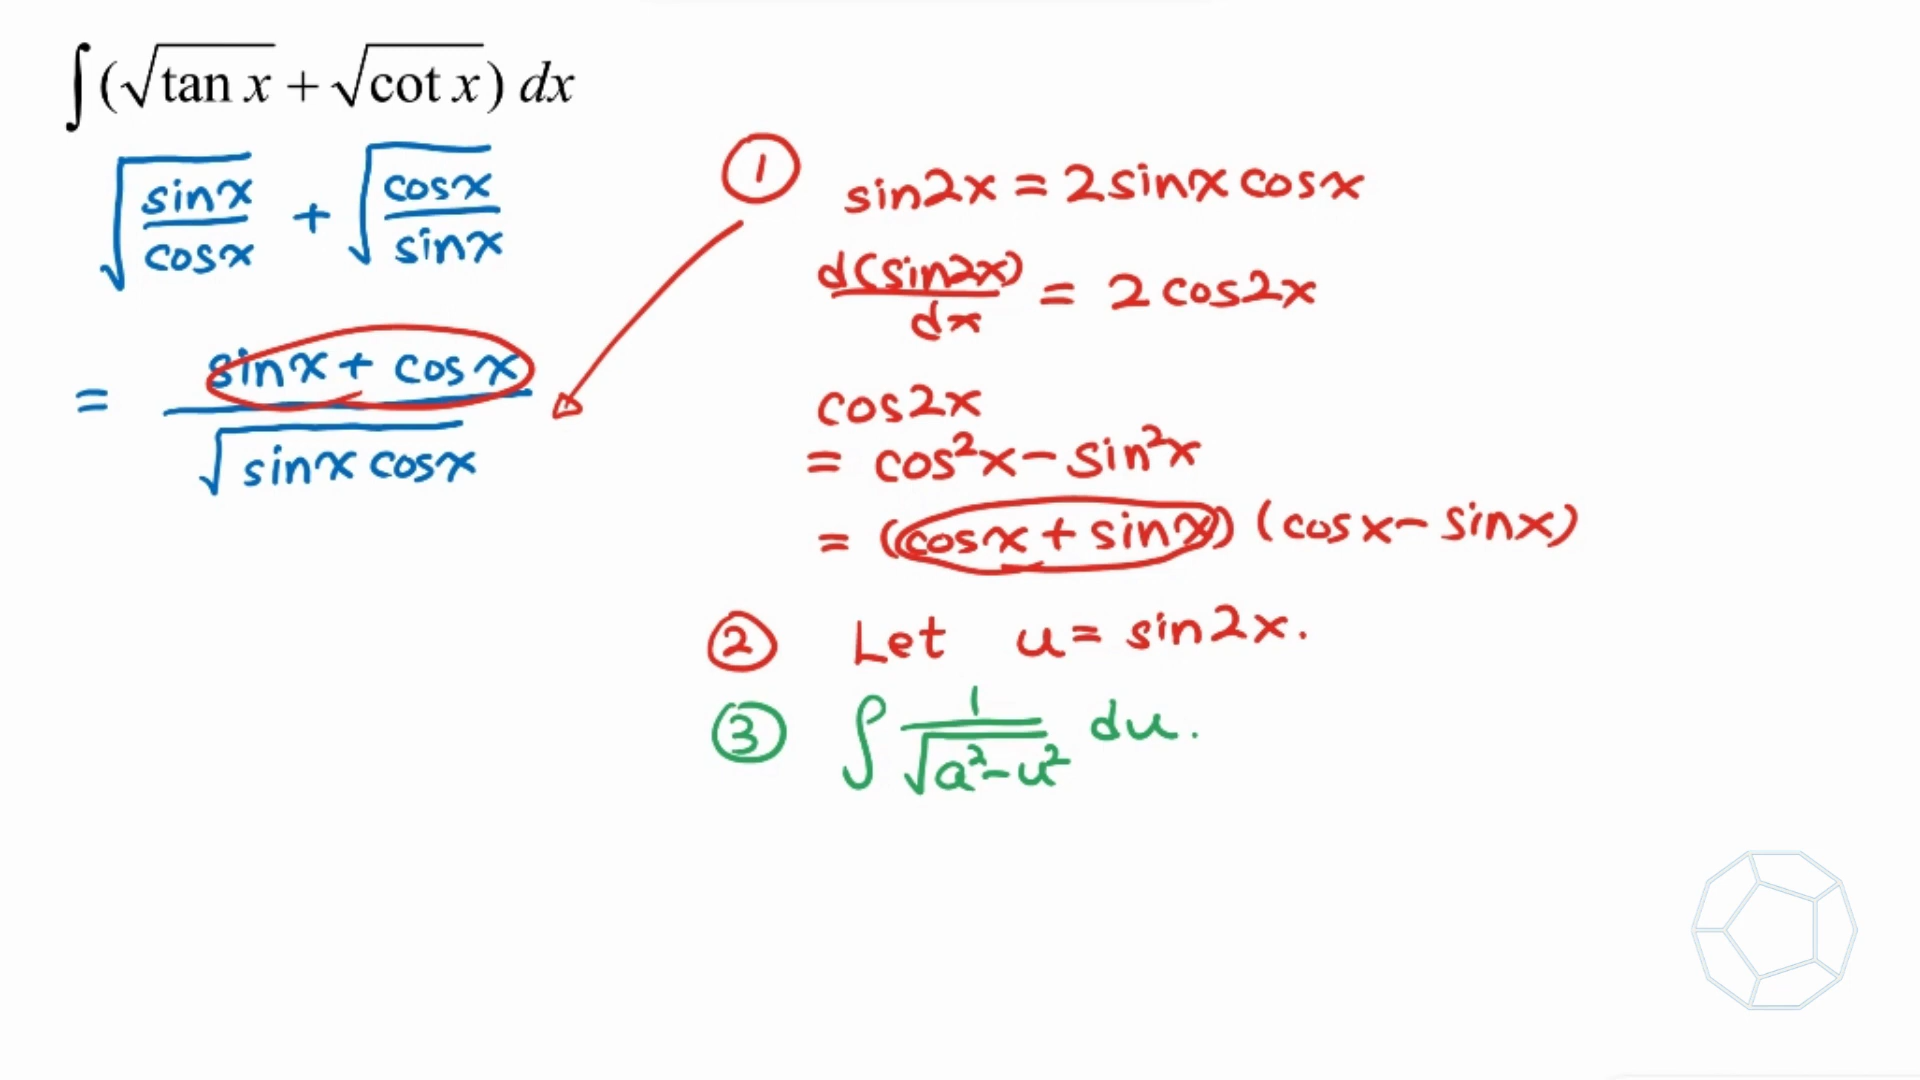 ∫(√tan x + √cot x) dx
√(sinx/cosx) + √(cosx/sinx)
= (sinx + cosx)/√(sinx cosx)
① sin2x = 2sinx cosx
d(sin2x)/dx = 2cos2x
cos2x
= cos²x - sin²x
= (cosx + sinx)(cosx - sinx)
② Let u = sin2x.
③ ∫ 1/√(a²-u²) du.